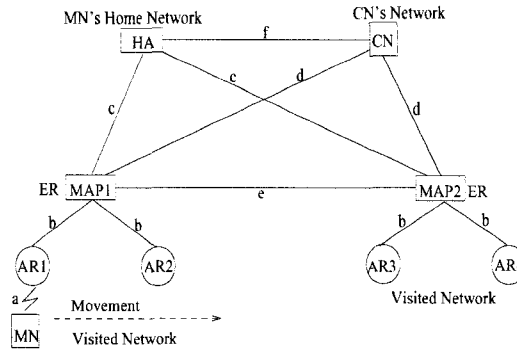 MN's Home Network
CN's Network
HA
f
CN
c
d
c
d
ER
MAP1
e
MAP2
ER
b
b
b
b
AR1
AR2
AR3
AR
a
Movement
Visited Network
MN
Visited Network